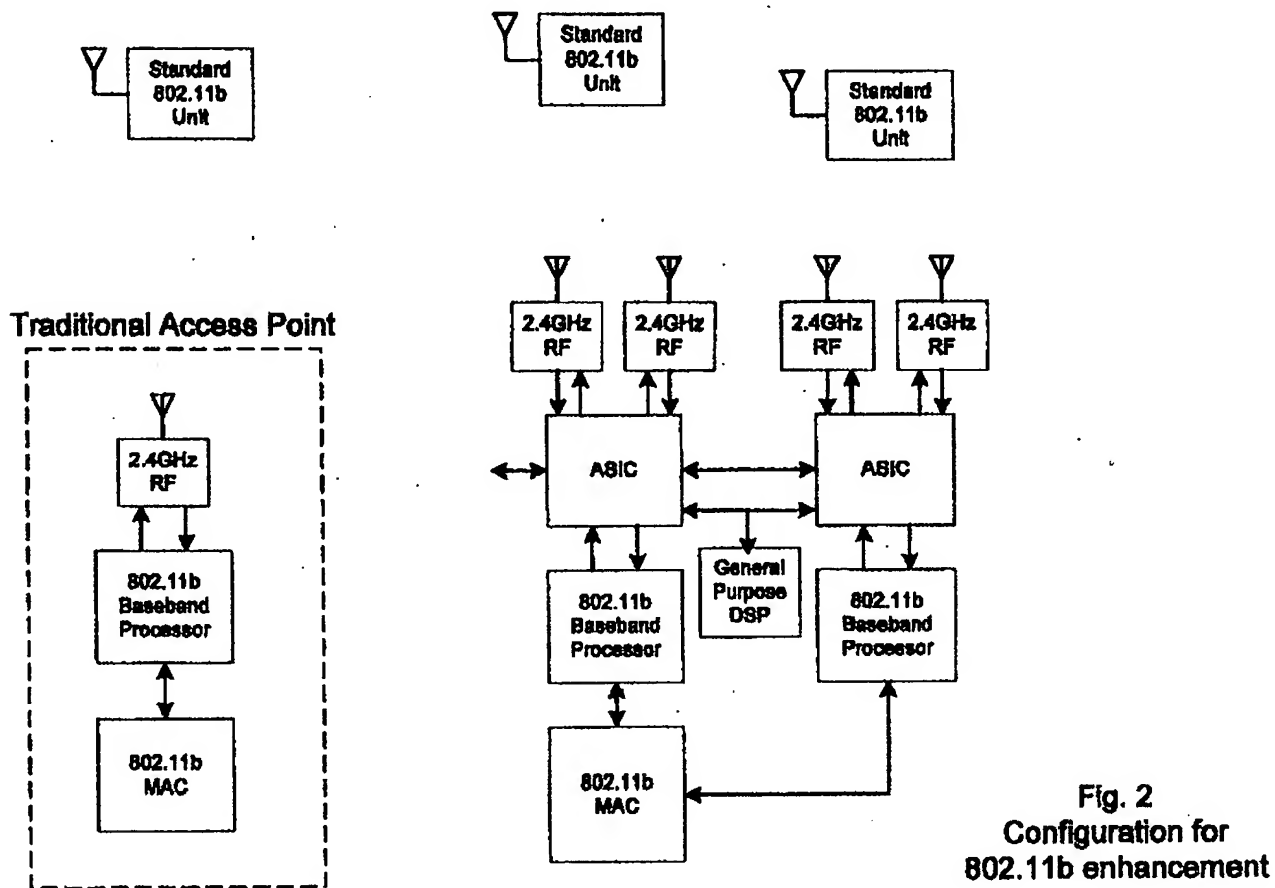 Standard
802.11b
Unit
Standard
802.11b
Unit
Standard
802.11b
Unit
Traditional Access Point
2.4GHz
RF
802.11b
Baseband
Processor
802.11b
MAC
2.4GHz
RF
2.4GHz
RF
2.4GHz
RF
2.4GHz
RF
ASIC
ASIC
802.11b
Baseband
Processor
General
Purpose
DSP
802.11b
Baseband
Processor
802.11b
MAC
Fig. 2
Configuration for
802.11b enhancement